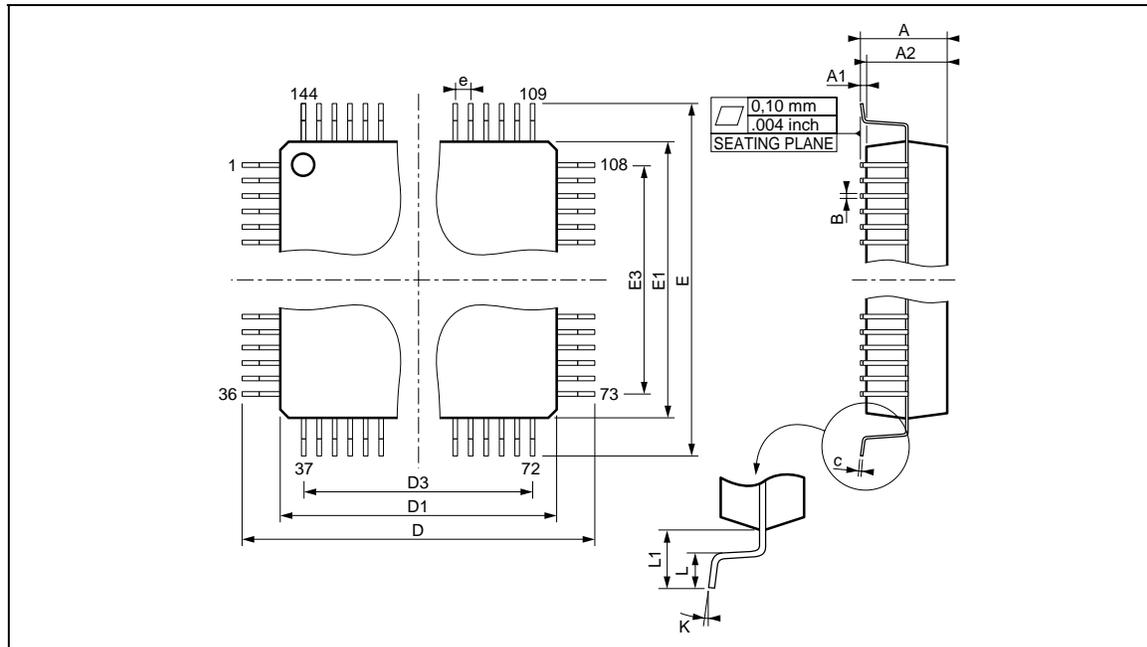 A
A2
A1
e
144
109
0,10 mm
.004 inch
SEATING PLANE
1
108
B
E3
E1
E
36
73
37
72
c
D3
D1
D
L1
L
K